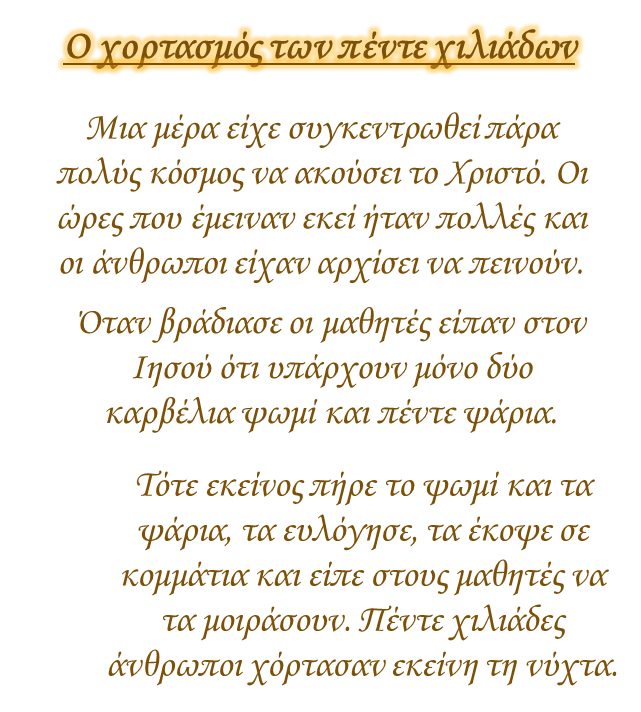 Ο χορτασμός των πέντε χιλιάδων
Μια μέρα είχε συγκεντρωθεί πάρα
πολύς κόσμος να ακούσει το Χριστό. Οι
ώρες που έμειναν εκεί ήταν πολλές και
οι άνθρωποι είχαν αρχίσει να πεινούν.
Όταν βράδιασε οι μαθητές είπαν στον
Ιησού ότι υπάρχουν μόνο δύο
καρβέλια ψωμί και πέντε ψάρια.
Τότε εκείνος πήρε το ψωμί και τα
ψάρια, τα ευλόγησε, τα έκοψε σε
κομμάτια και είπε στους μαθητές να
τα μοιράσουν. Πέντε χιλιάδες
άνθρωποι χόρτασαν εκείνη τη νύχτα.